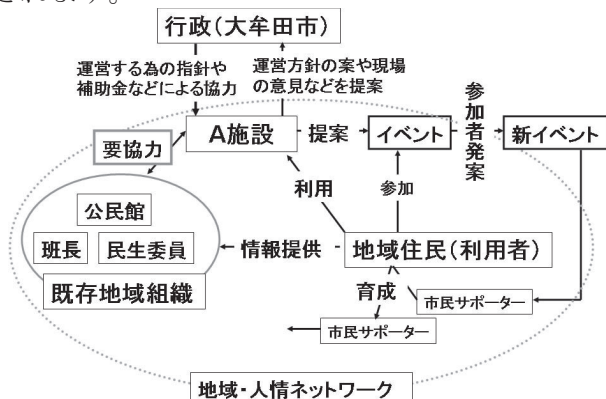 されます。
行政(大牟田市)
運営する為の指針や
補助金などによる協力
運営方針の案や現場
の意見などを提案
要協力
A施設
提案
イベント
参加者発案
新イベント
利用
参加
公民館
班長
民生委員
既存地域組織
情報提供
地域住民(利用者)
育成
市民サポーター
市民サポーター
地域・人情ネットワーク